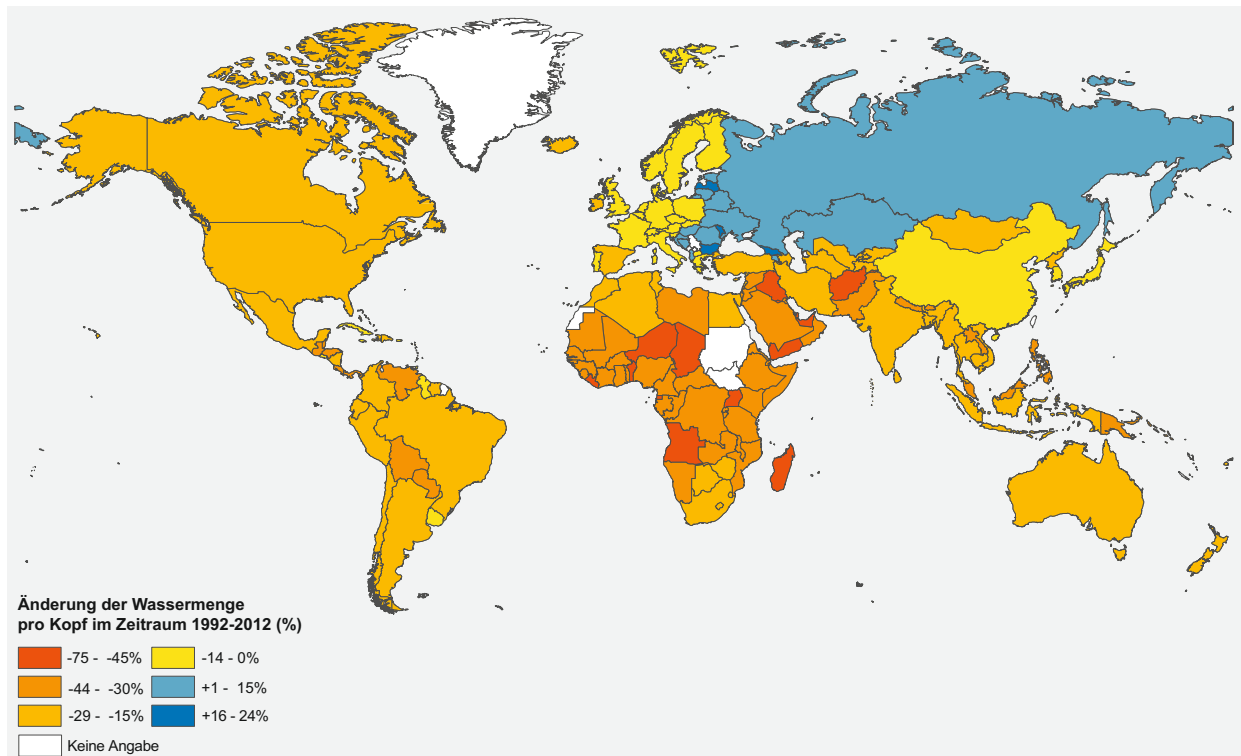 Änderung der Wassermenge
pro Kopf im Zeitraum 1992-2012 (%)
-75 - -45%
-44 - -30%
-29 - -15%
-14 - 0%
+1 - 15%
+16 - 24%
Keine Angabe